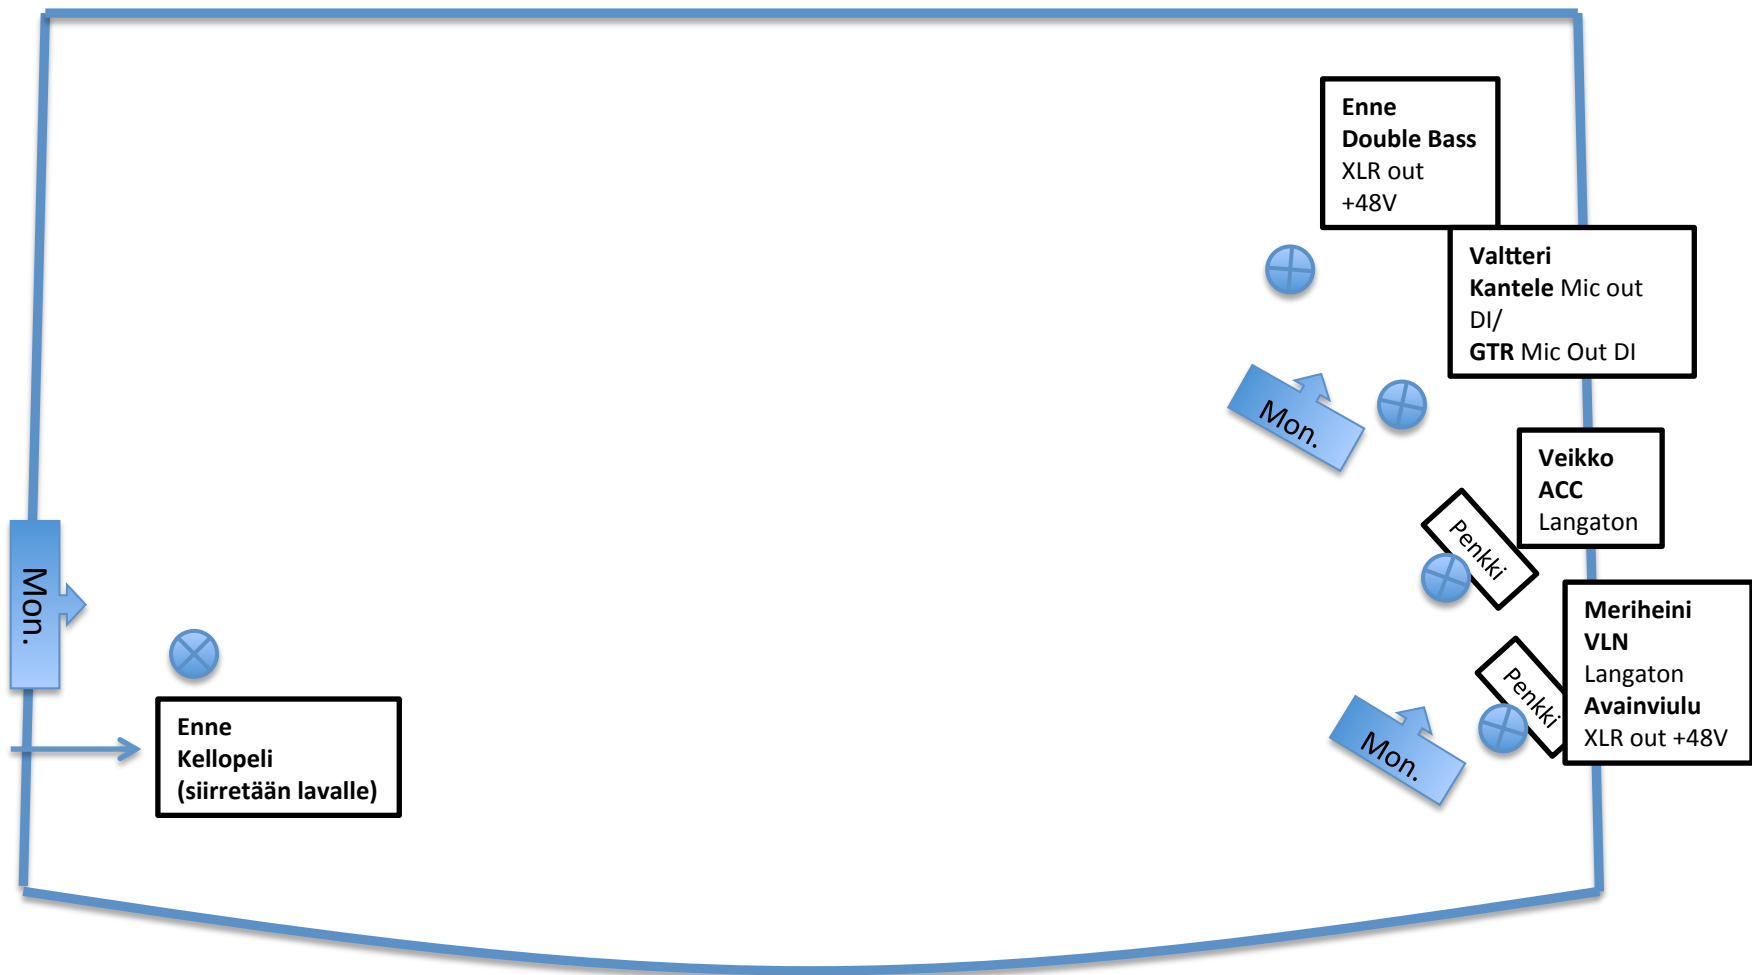 Enne
Double Bass
XLR out
+48V
Valtteri
Kantele Mic out
DI/
GTR Mic Out DI
Mon.
Veikko
ACC
Langaton
Penkki
Mon.
Meriheini
VLN
Langaton
Avainviulu
XLR out +48V
Penkki
Mon.
Enne
Kellopeli
(siirretään lavalle)